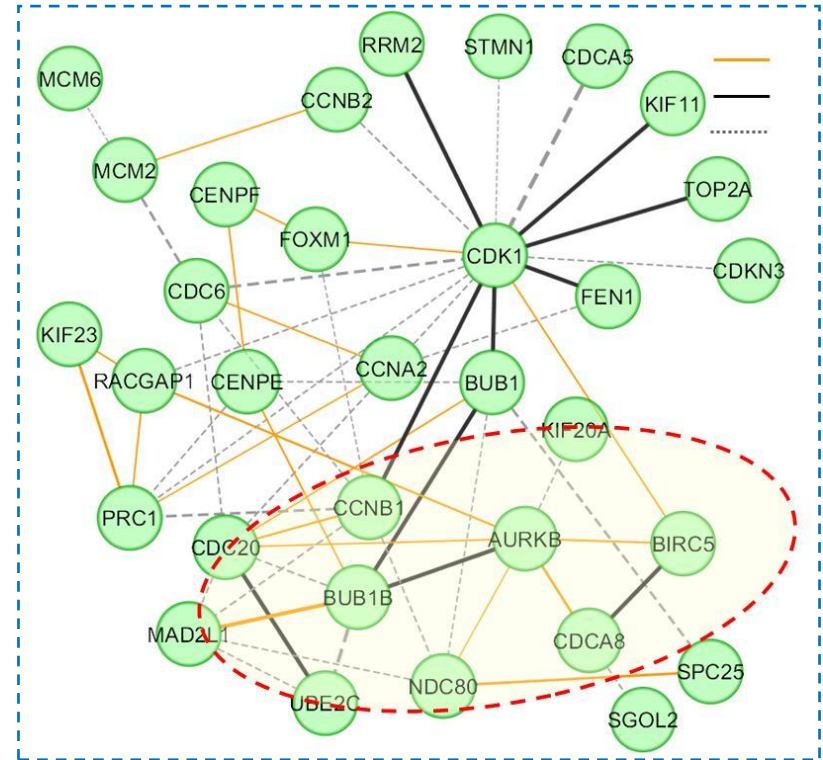 RRM2
STMN1
CDCA5
MCM6
CCNB2
KIF11
MCM2
CENPF
TOP2A
FOXM1
CDK1
CDKN3
CDC6
FEN1
KIF23
RACGAP1
CENPE
CCNA2
BUB1
KIF20A
PRC1
CCNB1
CDC20
AURKB
BIRC5
BUB1B
MAD2L1
CDCA8
UBE2C
NDC80
SPC25
SGOL2